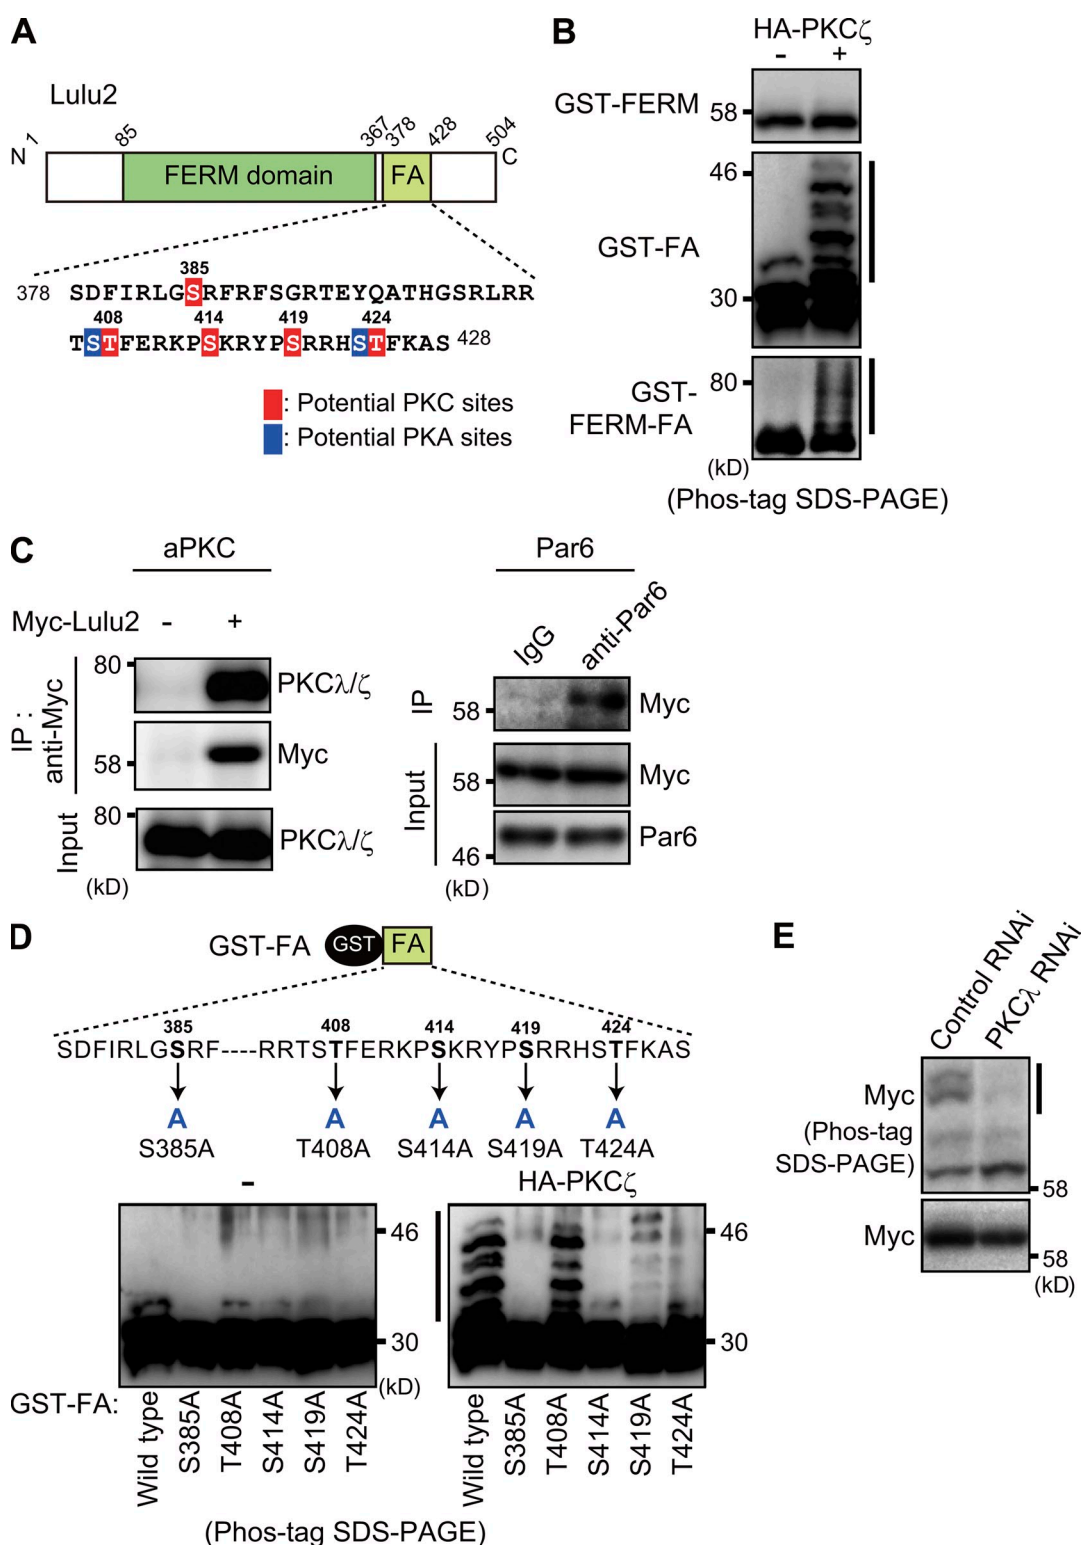 A
Lulu2
N 1 85 367 378 428 504 C
FERM domain FA
385
378 SDFIRLGSRFRFSGRTEYQATHGSRLRR
408 414 419 424
TSTFERKPSKRYPSRRHSTFKAS 428
: Potential PKC sites
: Potential PKA sites
B
HA-PKCζ
- +
GST-FERM 58
46
GST-FA
30
80
GST-
FERM-FA
(kD)
(Phos-tag SDS-PAGE)
C
aPKC
Myc-Lulu2 - +
IP :
anti-Myc
80 PKCλ/ζ
58 Myc
Input
80 PKCλ/ζ
(kD)
Par6
IgG anti-Par6
IP
58 Myc
Input
58 Myc
46 Par6
(kD)
D
GST-FA GST FA
385 408 414 419 424
SDFIRLGSRF----RRTSTFERKPSKRYPSRRHSTFKAS
A A A A A
S385A T408A S414A S419A T424A
- HA-PKCζ
46 46
30 30
(kD)
GST-FA: Wild type S385A T408A S414A S419A T424A Wild type S385A T408A S414A S419A T424A
(Phos-tag SDS-PAGE)
E
Control RNAi PKCλ RNAi
Myc
(Phos-tag
SDS-PAGE)
58
Myc
58
(kD)